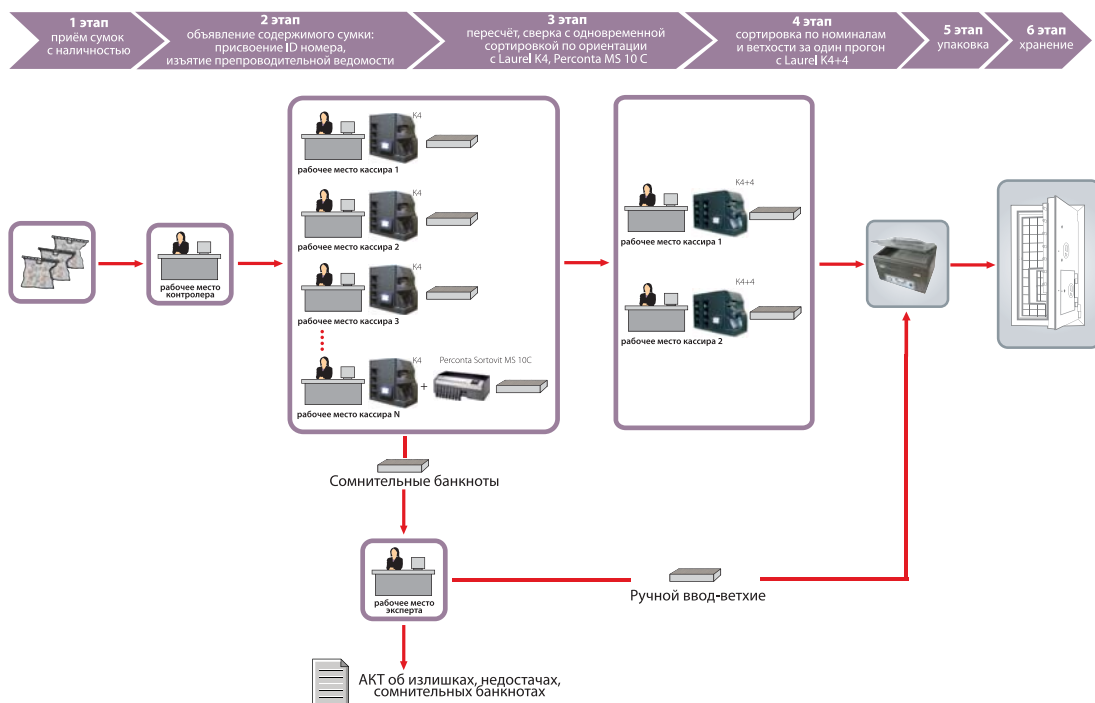 1 этап
приём сумок
с наличностью
2 этап
объявление содержимого сумки:
присвоение ID номера,
изъятие препроводительной ведомости
3 этап
пересчёт, сверка с одновременной
сортировкой по ориентации
с Laurel K4, Perconta MS 10 C
4 этап
сортировка по номиналам
и ветхости за один прогон
с Laurel K4+4
5 этап
упаковка
6 этап
хранение
K4
рабочее место кассира 1
K4
рабочее место кассира 2
K4
рабочее место кассира 3
K4
+
Perconta Sortovit MS 10C
рабочее место кассира N
K4+4
рабочее место кассира 1
K4+4
рабочее место кассира 2
рабочее место
контролера
Сомнительные банкноты
рабочее место
эксперта
Ручной ввод-ветхие
АКТ об излишках, недостачах,
сомнительных банкнотах